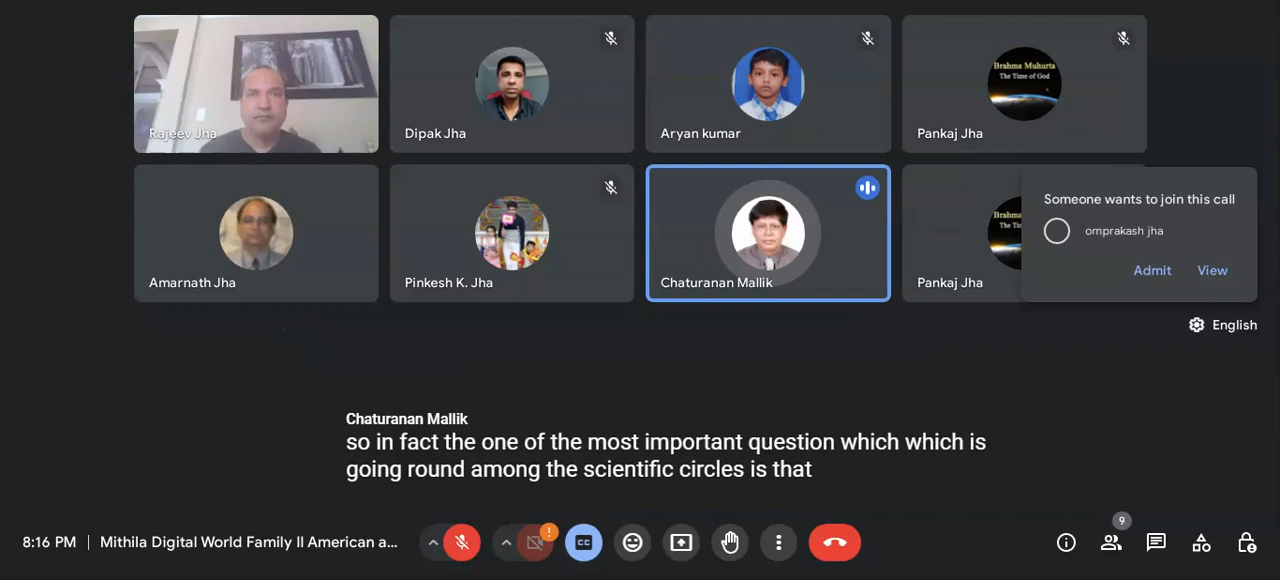 Rajeev Jha
Dipak Jha
Aryan kumar
Brahma Muhurta
The Time of God
Pankaj Jha
Amarnath Jha
Pinkesh K. Jha
Chaturanan Mallik
Pankaj Jha
Someone wants to join this call
omprakash jha
Admit View
English
Chaturanan Mallik
so in fact the one of the most important question which which is
going round among the scientific circles is that
8:16 PM | Mithila Digital World Family II American a...
CC
9